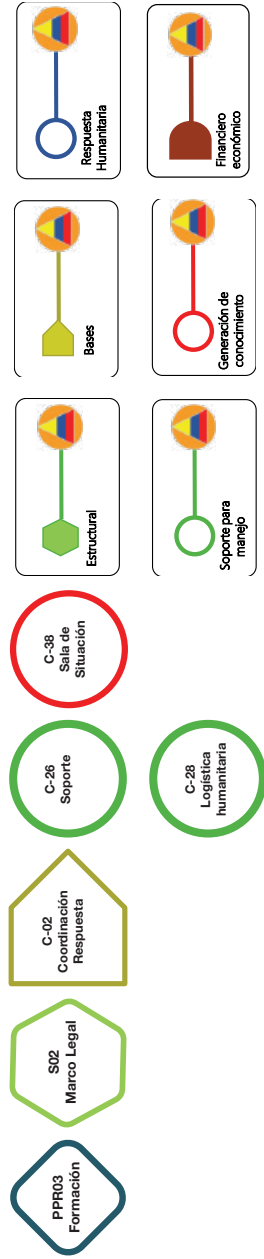 PPR03
Formación
S02
Marco Legal
C-02
Coordinación
Respuesta
C-26
Soporte
C-38
Sala de
Situación
C-28
Logística
humanitaria
Estructural
Bases
Respuesta
Humanitaria
Soporte para
manejo
Generación de
conocimiento
Financiero
económico